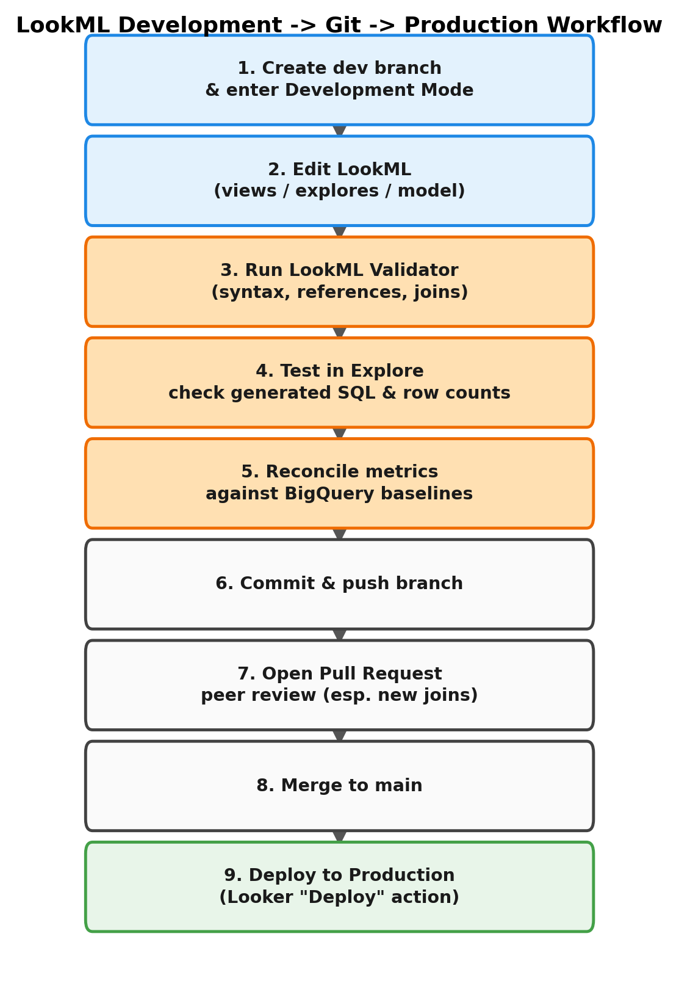 LookML Development -> Git -> Production Workflow
1. Create dev branch
& enter Development Mode
2. Edit LookML
(views / explores / model)
3. Run LookML Validator
(syntax, references, joins)
4. Test in Explore
check generated SQL & row counts
5. Reconcile metrics
against BigQuery baselines
6. Commit & push branch
7. Open Pull Request
peer review (esp. new joins)
8. Merge to main
9. Deploy to Production
(Looker "Deploy" action)